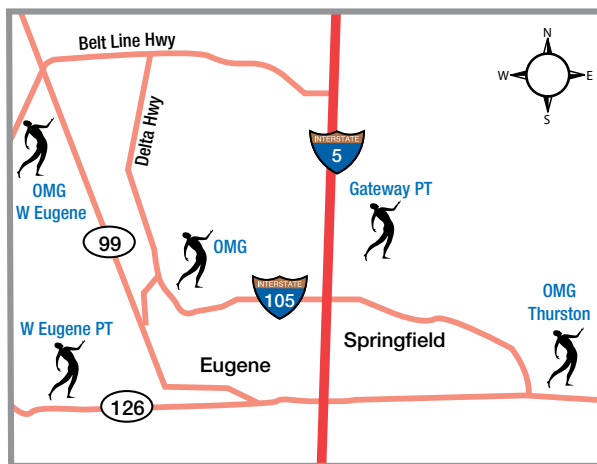 Belt Line Hwy
N
W
E
S
Delta Hwy
INTERSTATE
5
OMG
W Eugene
Gateway PT
99
OMG
INTERSTATE
105
OMG
Thurston
W Eugene PT
Eugene
Springfield
126